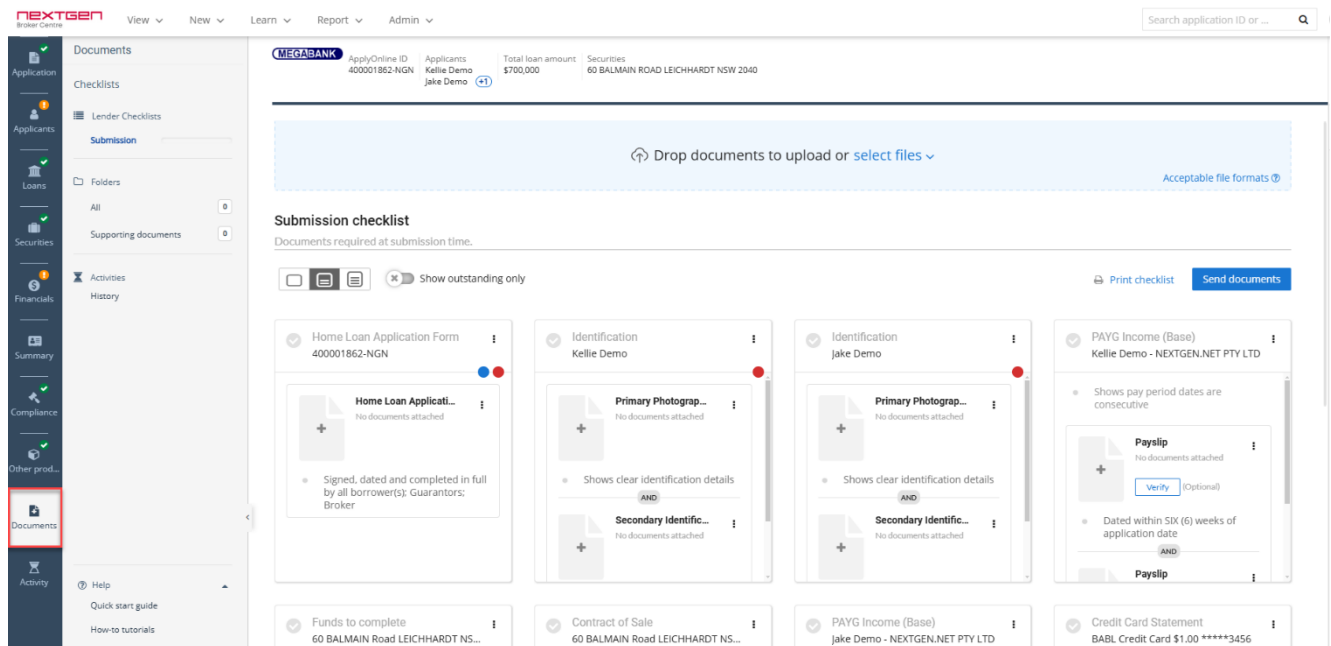 NEXTGEN
Broker Centre
View
New
Learn
Report
Admin
Search application ID or ...
Application
Applicants
Loans
Securities
Financials
Summary
Compliance
Other prod...
Documents
Activity
Documents
Checklists
Lender Checklists
Submission
Folders
All 0
Supporting documents 0
Activities
History
Help
Quick start guide
How-to tutorials
MEGABANK
ApplyOnline ID
400001862-NGN
Applicants
Kellie Demo
Jake Demo +1
Total loan amount
$700,000
Securities
60 BALMAIN ROAD LEICHHARDT NSW 2040
Drop documents to upload or select files
Acceptable file formats
Submission checklist
Documents required at submission time.
Show outstanding only
Print checklist
Send documents
Home Loan Application Form
400001862-NGN
Home Loan Applicati...
No documents attached
Signed, dated and completed in full
by all borrower(s); Guarantors;
Broker
Identification
Kellie Demo
Primary Photograp...
No documents attached
Shows clear identification details
AND
Secondary Identific...
No documents attached
Identification
Jake Demo
Primary Photograp...
No documents attached
Shows clear identification details
AND
Secondary Identific...
No documents attached
PAYG Income (Base)
Kellie Demo - NEXTGEN.NET PTY LTD
Shows pay period dates are
consecutive
Payslip
No documents attached
Verify (Optional)
Dated within SIX (6) weeks of
application date
AND
Payslip
Funds to complete
60 BALMAIN Road LEICHHARDT NS...
Contract of Sale
60 BALMAIN Road LEICHHARDT NS...
PAYG Income (Base)
Jake Demo - NEXTGEN.NET PTY LTD
Credit Card Statement
BABL Credit Card $1.00 *****3456